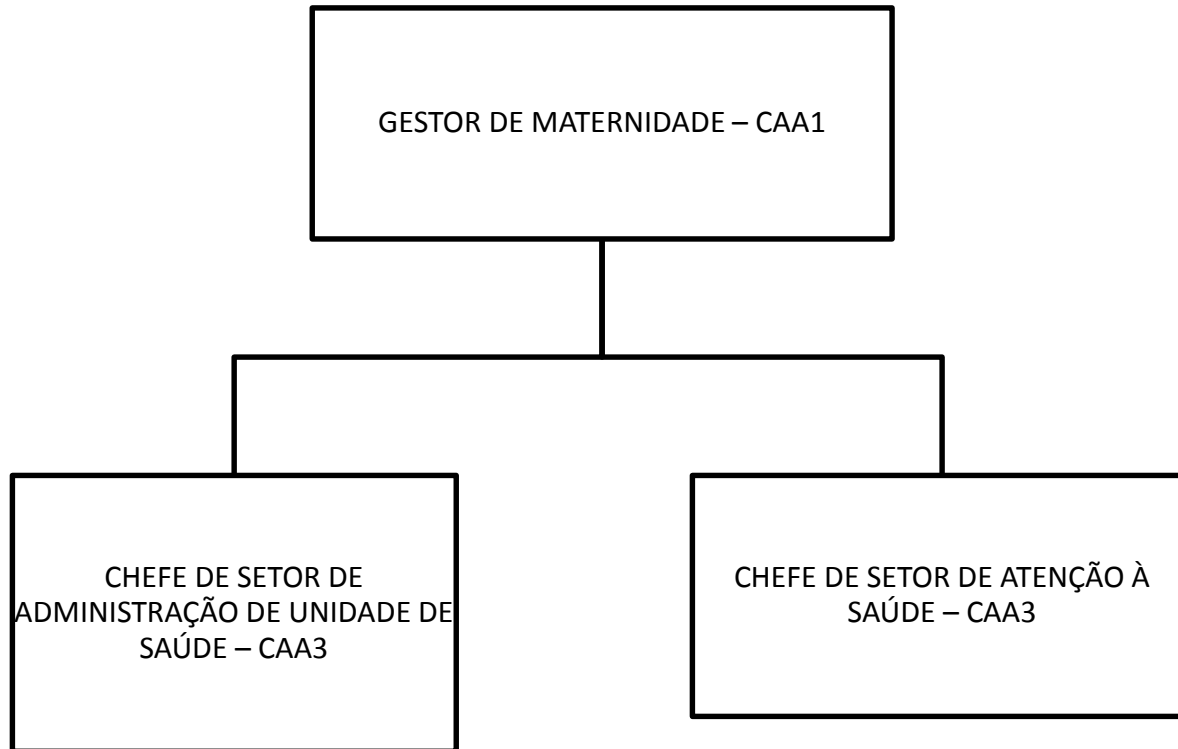 GESTOR DE MATERNIDADE – CAA1
CHEFE DE SETOR DE
ADMINISTRAÇÃO DE UNIDADE DE
SAÚDE – CAA3
CHEFE DE SETOR DE ATENÇÃO À
SAÚDE – CAA3